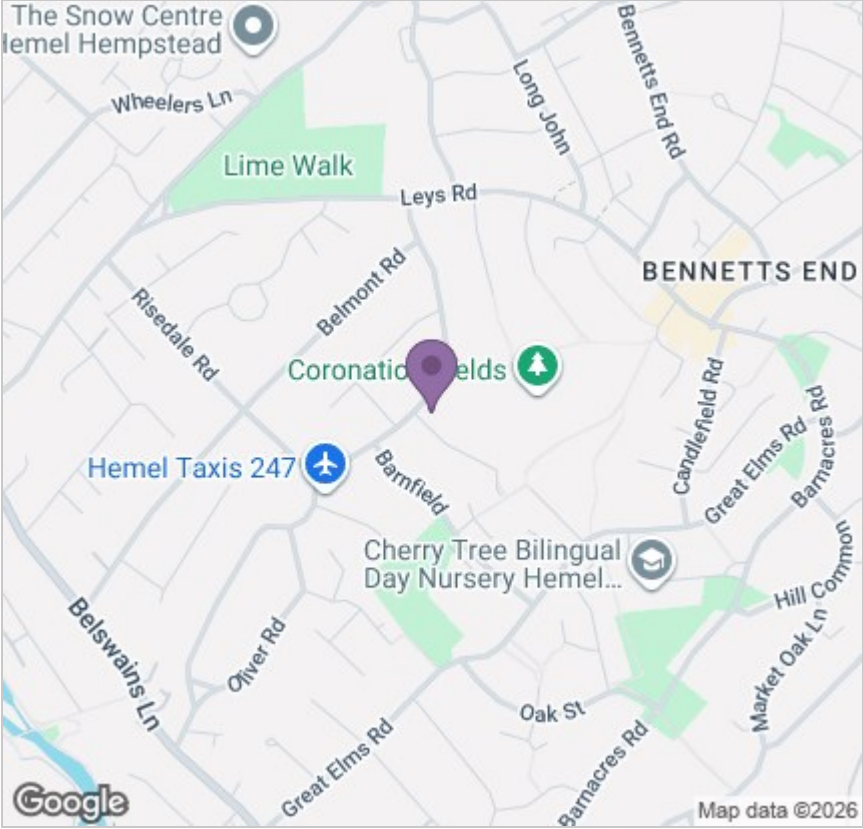 The Snow Centre
Hemel Hempstead
Wheelers Ln
Long John
Bennetts End Rd
Lime Walk
Leys Rd
BENNETTS END
Belmont Rd
Risedale Rd
Coronatio elds
Candlefield Rd
Great Elms Rd
Barnacres Rd
Hemel Taxis 247
Barnfield
Cherry Tree Bilingual
Day Nursery Hemel...
Hill Common
Market Oak Ln
Belswains Ln
Oliver Rd
Oak St
Great Elms Rd
Barnacres Rd
Google
Map data ©2026